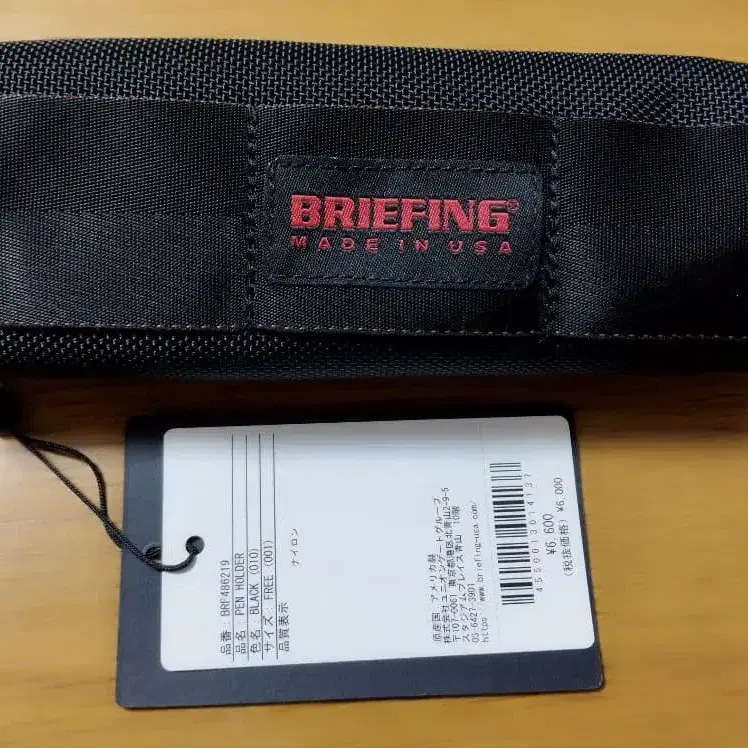 BRIEFING®
MADE IN USA
品番：BRF486219
品名：PEN HOLDER
色名：BLACK (010)
サイズ：FREE (001)
品質表示
ナイロン
原産国 アメリカ製
株式会社ユニオンゲートグループ
〒107-0061 東京都港区北青山2-9-5
スタジアムプレイス青山 10階
03-6427-3901
https://www.briefing-usa.com/
4550013014137
¥6,600
(税抜価格) ¥6,000